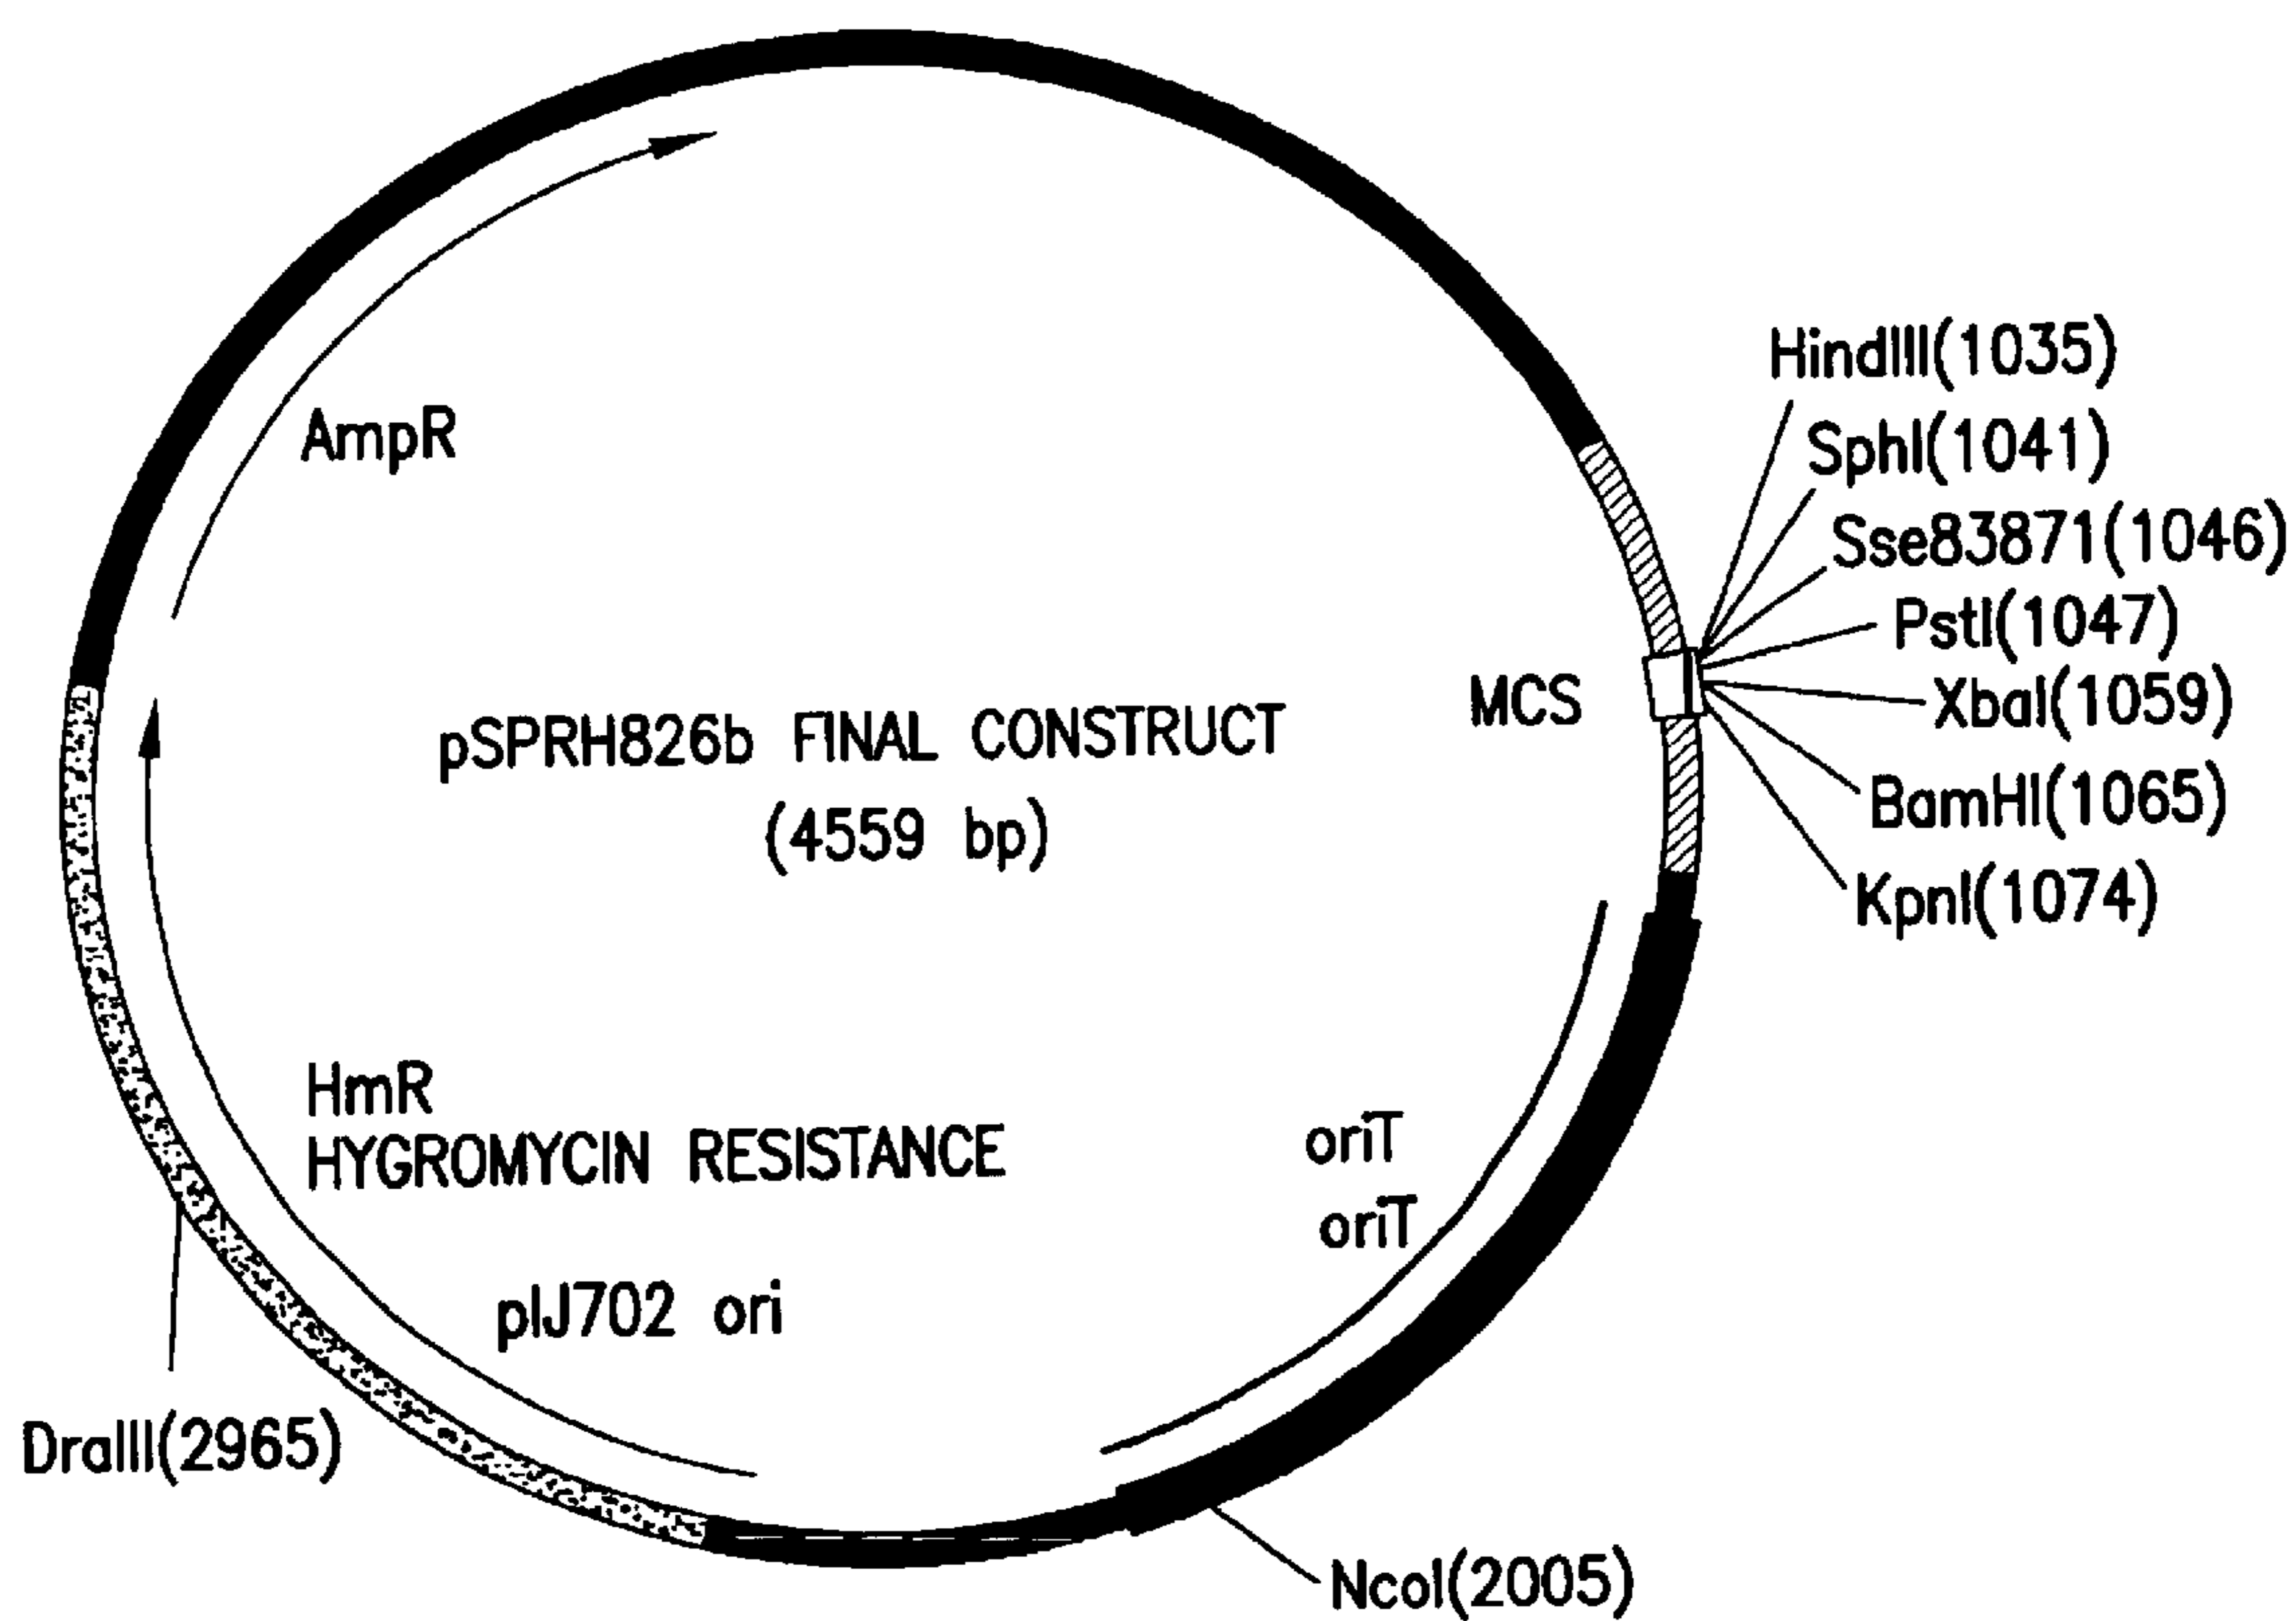 HindIII(1035)
SphI(1041)
AmpR
Sse83871(1046)
PstI(1047)
MCS
XbaI(1059)
pSPRH826b FINAL CONSTRUCT
(4559 bp)
BamHI(1065)
KpnI(1074)
HmR
HYGROMYCIN RESISTANCE
oriT
oriT
pIJ702 ori
DraIII(2965)
NcoI(2005)